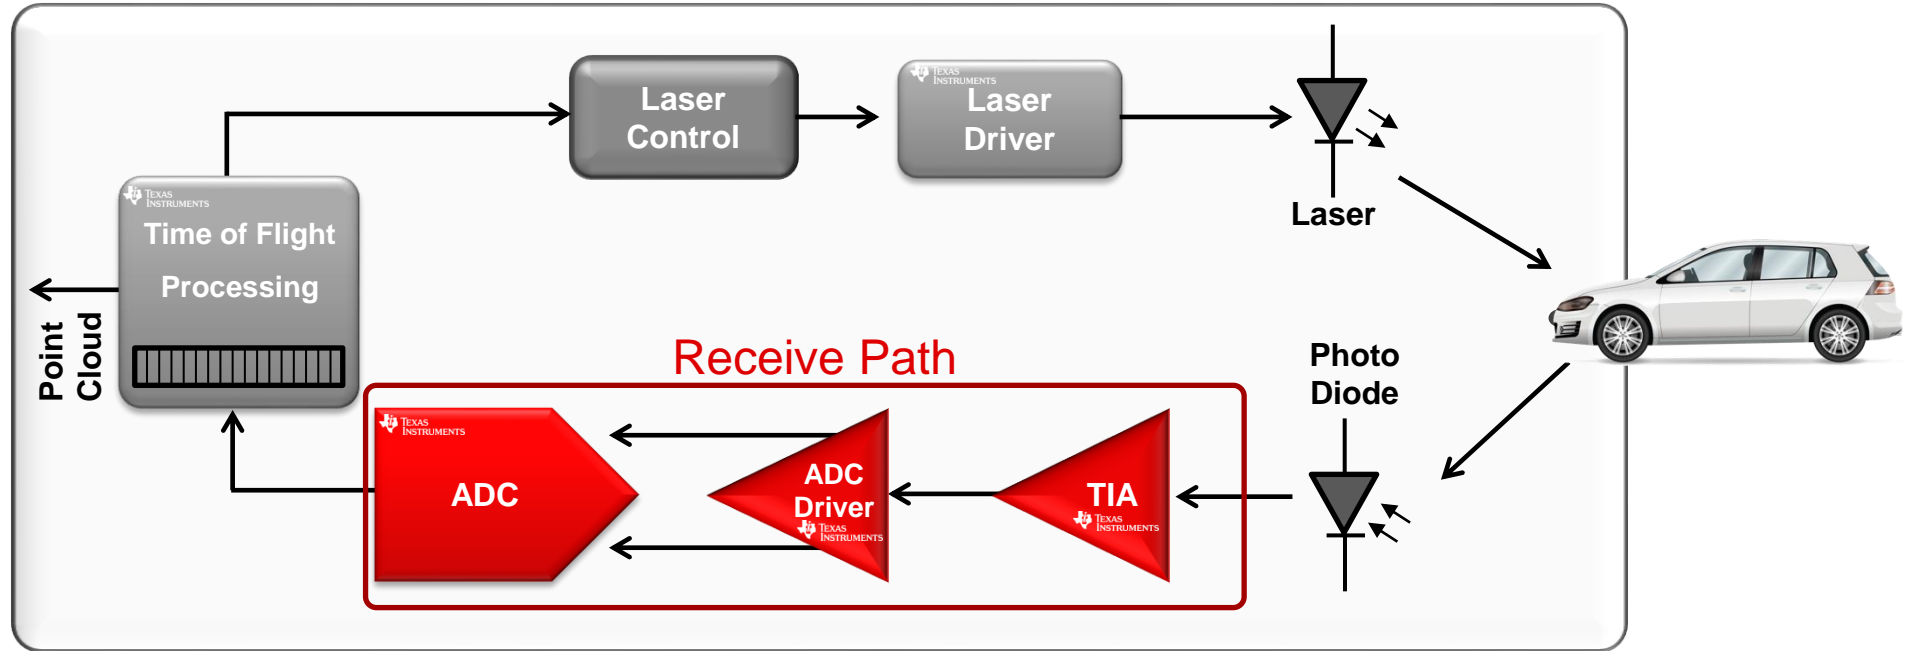 Laser
Control
TEXAS
INSTRUMENTS
Laser
Driver
Laser
TEXAS
INSTRUMENTS
Time of Flight
Processing
Point
Cloud
Receive Path
Photo
Diode
TEXAS
INSTRUMENTS
ADC
ADC
Driver
TEXAS
INSTRUMENTS
TIA
TEXAS
INSTRUMENTS